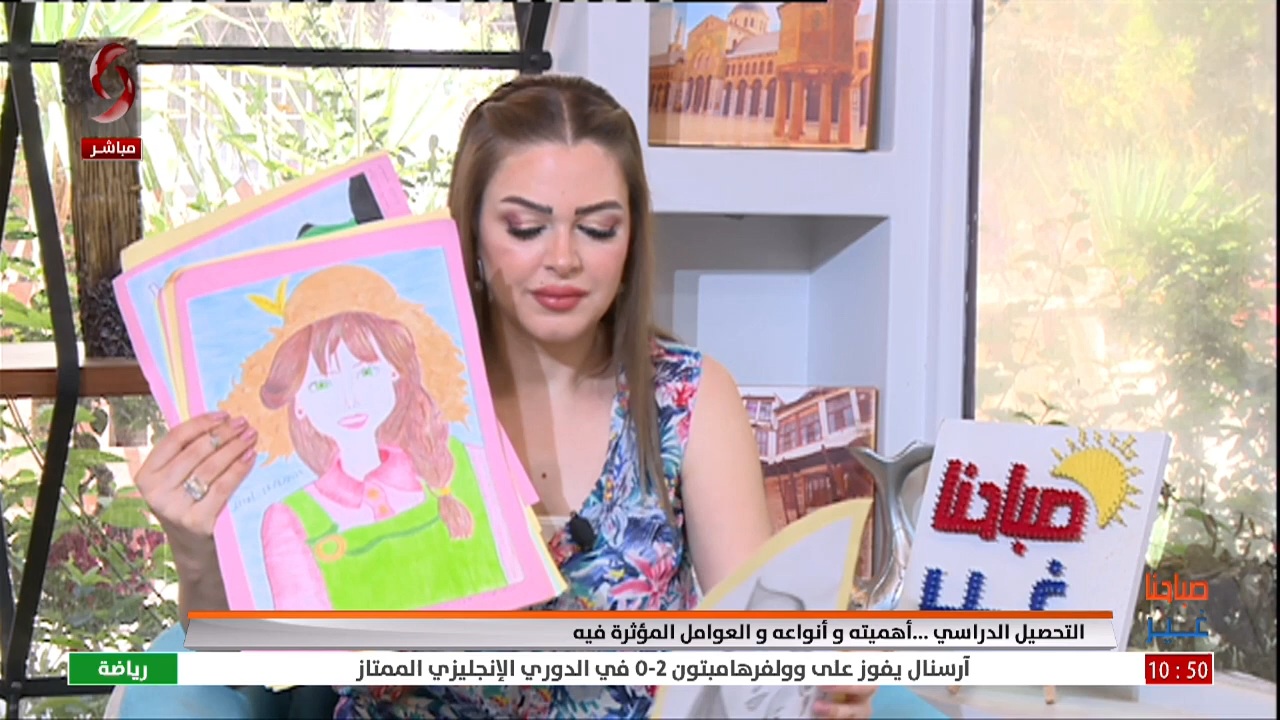 مباشر
صباحنا
غير
صباحنا
غير
التحصيل الدراسي ...أهميته و أنواعه و العوامل المؤثرة فيه
رياضة
آرسنال يفوز على وولفرهامبتون 2-0 في الدوري الإنجليزي الممتاز
10 : 50